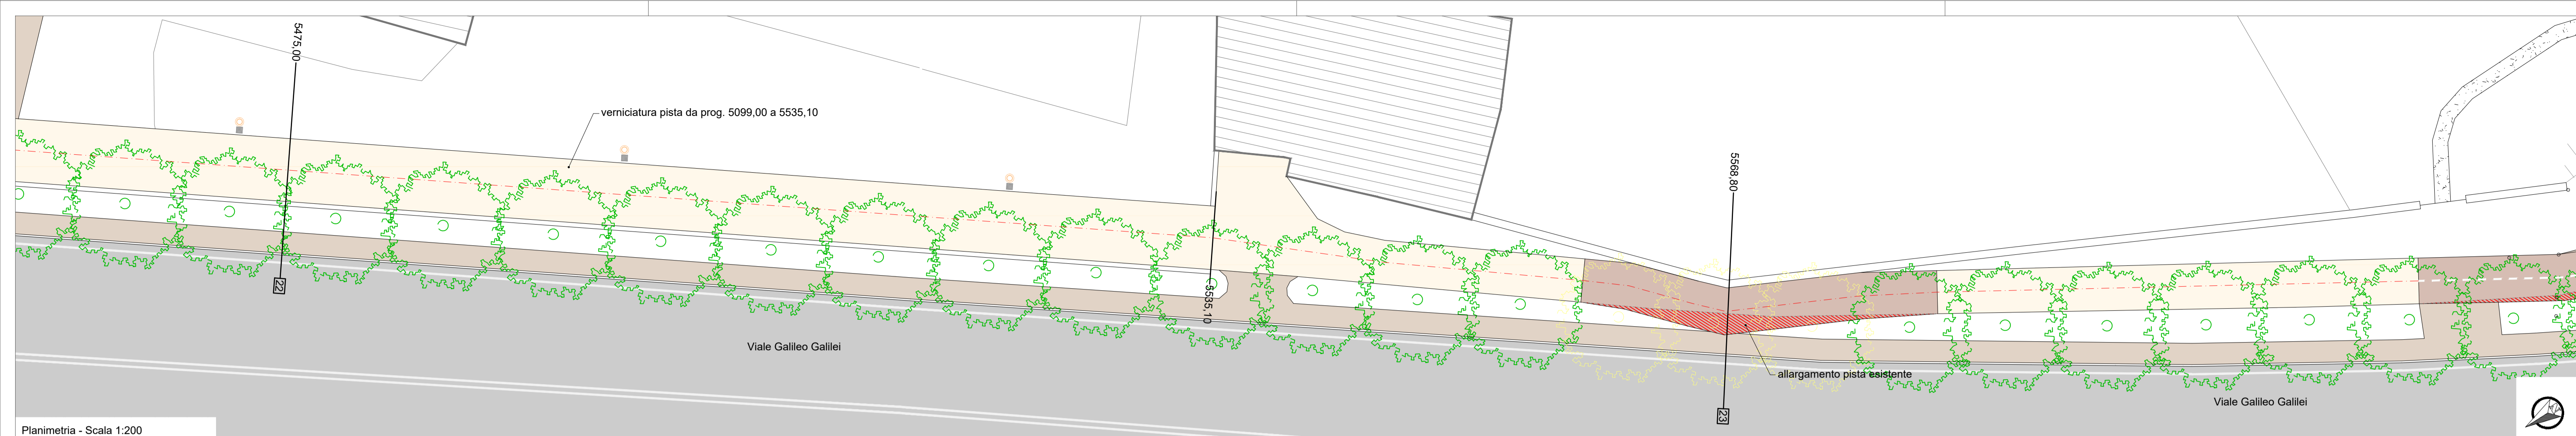 5475,00
verniciatura pista da prog. 5099,00 a 5535,10
5568,80
22
5535,10
Viale Galileo Galilei
allargamento pista esistente
23
Viale Galileo Galilei
Planimetria - Scala 1:200